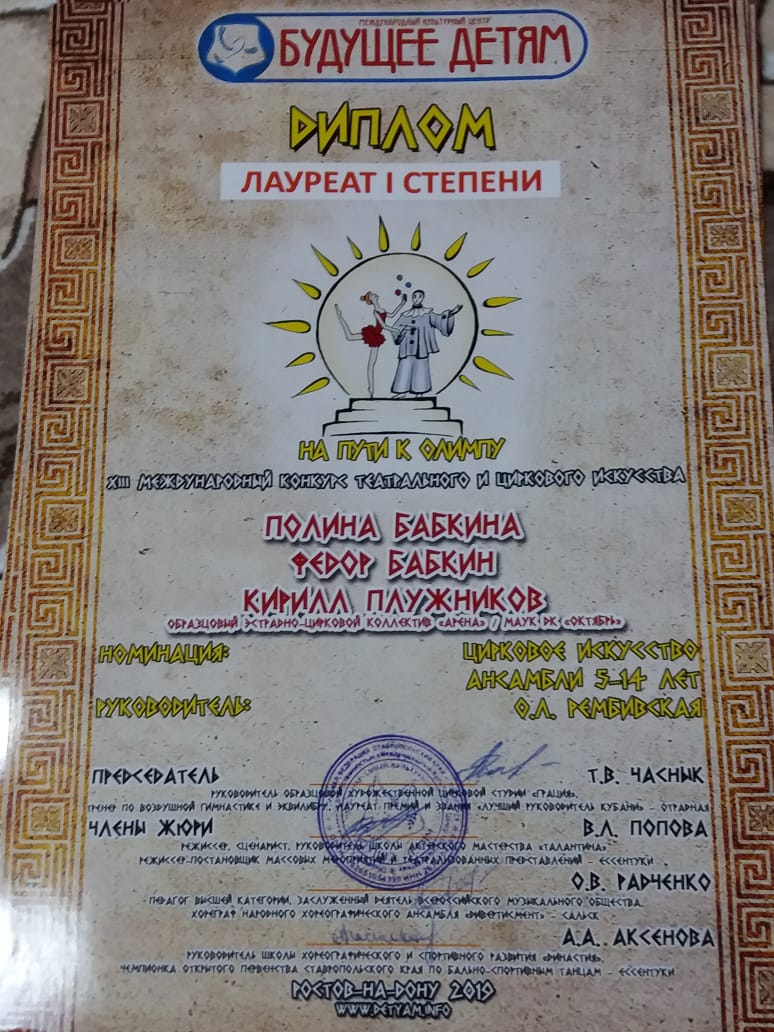 МЕЖДУНАРОДНЫЙ КУЛЬТУРНЫЙ ЦЕНТР
БУДУЩЕЕ ДЕТЯМ
ДИПЛОМ
ЛАУРЕАТ I СТЕПЕНИ
НА ПУТИ К ОЛИМПУ
XIII МЕЖДУНАРОДНЫЙ КОНКУРС ТЕАТРАЛЬНОГО И ЦИРКОВОГО ИСКУССТВА
ПОЛИНА БАБКИНА
ФЕДОР БАБКИН
КИРИЛЛ ПЛУЖНИКОВ
ОБРАЗЦОВЫЙ ЭСТРАДНО-ЦИРКОВОЙ КОЛЛЕКТИВ «АРЕНА» / МАУК РДК «ОКТЯБРЬ»
НОМИНАЦИЯ: ЦИРКОВОЕ ИСКУССТВО
АНСАМБЛИ 5-14 ЛЕТ
РУКОВОДИТЕЛЬ: О.Л. РЕМБИВСКАЯ
ПРЕДСЕДАТЕЛЬ Т.В. ЧАСНЫК
РУКОВОДИТЕЛЬ ОБРАЗЦОВОЙ ХУДОЖЕСТВЕННОЙ ЦИРКОВОЙ СТУДИИ «ГРАЦИЯ»,
ТРЕНЕР ПО ВОЗДУШНОЙ ГИМНАСТИКЕ И ЭКВИЛИБРУ, ЛАУРЕАТ ПРЕМИЙ И ЗВАНИЯ «ЛУЧШИЙ РУКОВОДИТЕЛЬ КУБАНИ» - ОТРАДНАЯ
ЧЛЕНЫ ЖЮРИ В.Л. ПОПОВА
РЕЖИССЕР, СЦЕНАРИСТ, РУКОВОДИТЕЛЬ ШКОЛЫ АКТЕРСКОГО МАСТЕРСТВА «ТАЛАНТИНА»
РЕЖИССЕР-ПОСТАНОВЩИК МАССОВЫХ МЕРОПРИЯТИЙ И ТЕАТРАЛИЗОВАННЫХ ПРЕДСТАВЛЕНИЙ - ЕССЕНТУКИ
О.В. РАДЧЕНКО
ПЕДАГОГ ВЫСШЕЙ КАТЕГОРИИ, ЗАСЛУЖЕННЫЙ ДЕЯТЕЛЬ ВСЕРОССИЙСКОГО МУЗЫКАЛЬНОГО ОБЩЕСТВА,
ХОРЕОГРАФ НАРОДНОГО ХОРЕОГРАФИЧЕСКОГО АНСАМБЛЯ «ДИВЕРТИСМЕНТ» - САЛЬСК
А.А. АКСЕНОВА
РУКОВОДИТЕЛЬ ШКОЛЫ ХОРЕОГРАФИЧЕСКОГО И СПОРТИВНОГО РАЗВИТИЯ «ДИНАСТИЯ»,
ЧЕМПИОНКА ОТКРЫТОГО ПЕРВЕНСТВА СТАВРОПОЛЬСКОГО КРАЯ ПО БАЛЬНО-СПОРТИВНЫМ ТАНЦАМ - ЕССЕНТУКИ
РОСТОВ-НА-ДОНУ 2019
WWW.DETYAM.INFO